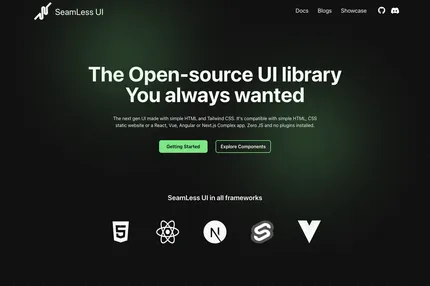 SeamLess UI
Docs
Blogs
Showcase
The Open-source UI library
You always wanted
The next gen UI made with simple HTML and Tailwind CSS. It's compatible with simple HTML, CSS
static website or a React, Vue, Angular or Next.js Complex app. Zero JS and no plugins installed.
Getting Started
Explore Components
SeamLess UI in all frameworks
5
N